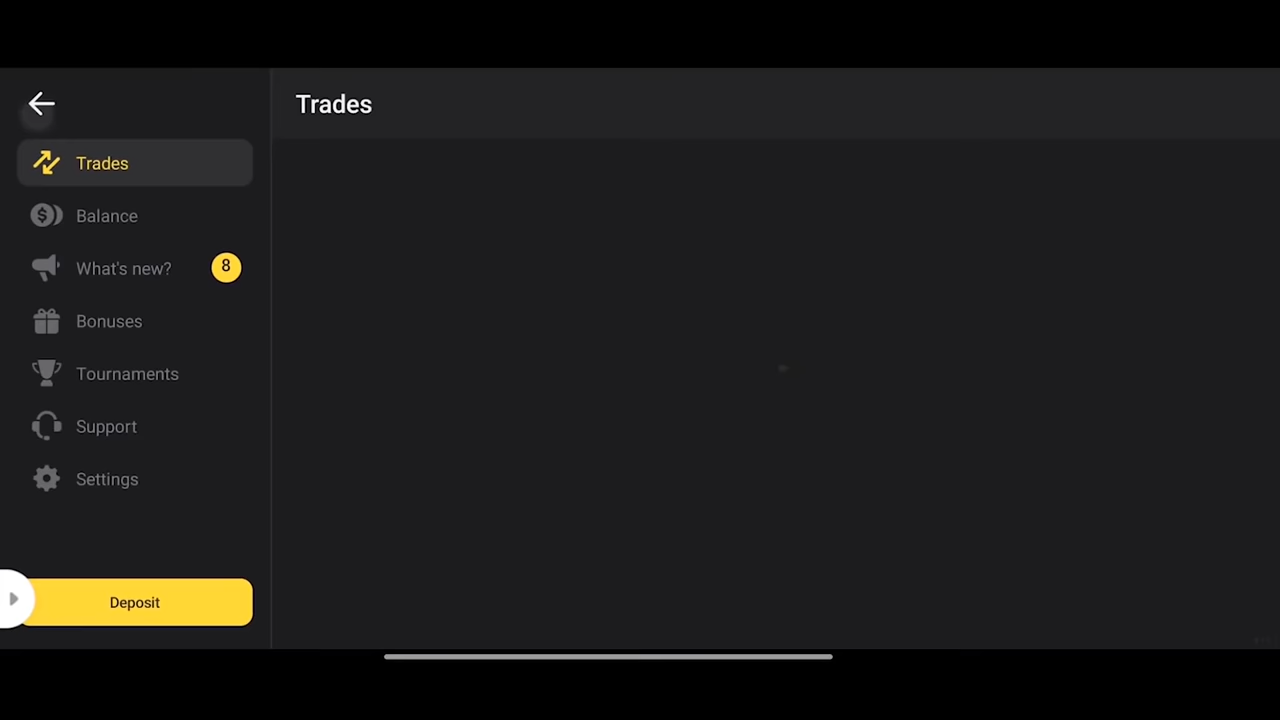 Trades
Trades
Balance
What's new?
8
Bonuses
Tournaments
Support
Settings
Deposit